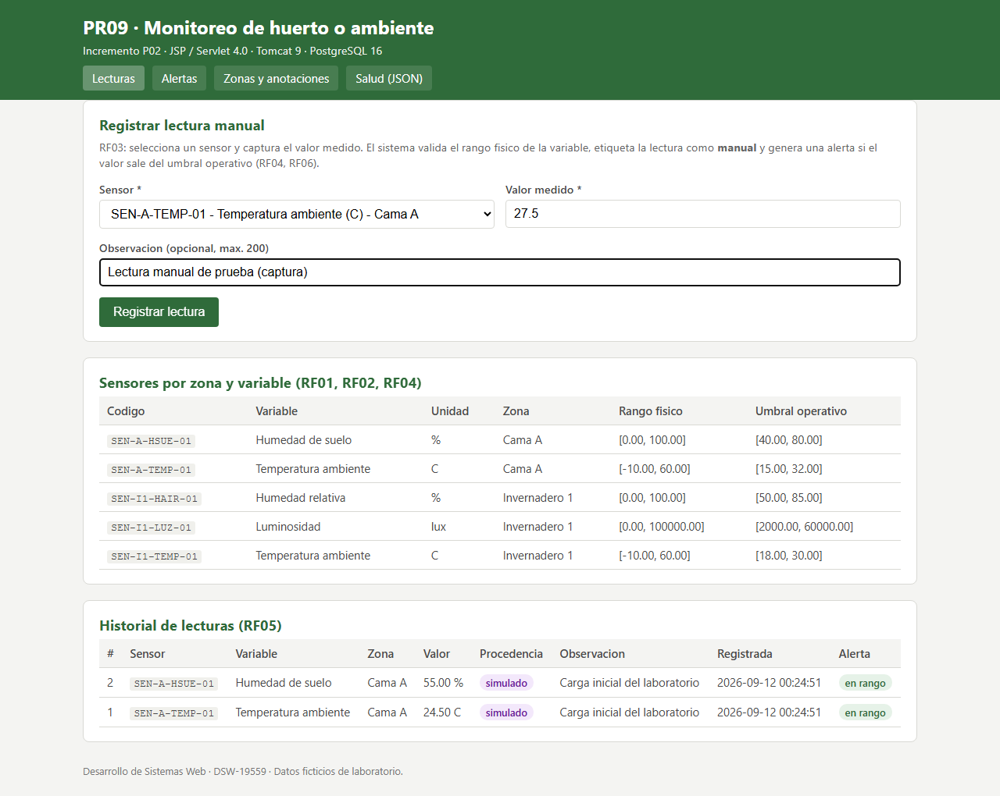 PR09 · Monitoreo de huerto o ambiente
Incremento P02 · JSP / Servlet 4.0 · Tomcat 9 · PostgreSQL 16
Lecturas Alertas Zonas y anotaciones Salud (JSON)
Registrar lectura manual
RF03: selecciona un sensor y captura el valor medido. El sistema valida el rango fisico de la variable, etiqueta la lectura como manual y genera una alerta si el
valor sale del umbral operativo (RF04, RF06).
Sensor * Valor medido *
SEN-A-TEMP-01 - Temperatura ambiente (C) - Cama A 27.5
Observacion (opcional, max. 200)
Lectura manual de prueba (captura)
Registrar lectura
Sensores por zona y variable (RF01, RF02, RF04)
Codigo Variable Unidad Zona Rango fisico Umbral operativo
SEN-A-HSUE-01 Humedad de suelo % Cama A [0.00, 100.00] [40.00, 80.00]
SEN-A-TEMP-01 Temperatura ambiente C Cama A [-10.00, 60.00] [15.00, 32.00]
SEN-I1-HAIR-01 Humedad relativa % Invernadero 1 [0.00, 100.00] [50.00, 85.00]
SEN-I1-LUZ-01 Luminosidad lux Invernadero 1 [0.00, 100000.00] [2000.00, 60000.00]
SEN-I1-TEMP-01 Temperatura ambiente C Invernadero 1 [-10.00, 60.00] [18.00, 30.00]
Historial de lecturas (RF05)
# Sensor Variable Zona Valor Procedencia Observacion Registrada Alerta
2 SEN-A-HSUE-01 Humedad de suelo Cama A 55.00 % simulado Carga inicial del laboratorio 2026-09-12 00:24:51 en rango
1 SEN-A-TEMP-01 Temperatura ambiente Cama A 24.50 C simulado Carga inicial del laboratorio 2026-09-12 00:24:51 en rango
Desarrollo de Sistemas Web · DSW-19559 · Datos ficticios de laboratorio.